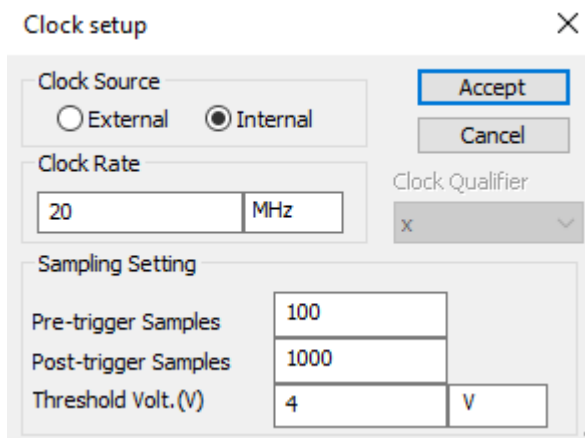 Clock setup
Clock Source
External Internal
Accept
Cancel
Clock Rate
20 MHz
Clock Qualifier
x
Sampling Setting
Pre-trigger Samples 100
Post-trigger Samples 1000
Threshold Volt.(V) 4 V